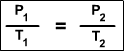 P₁ / T₁ = P₂ / T₂